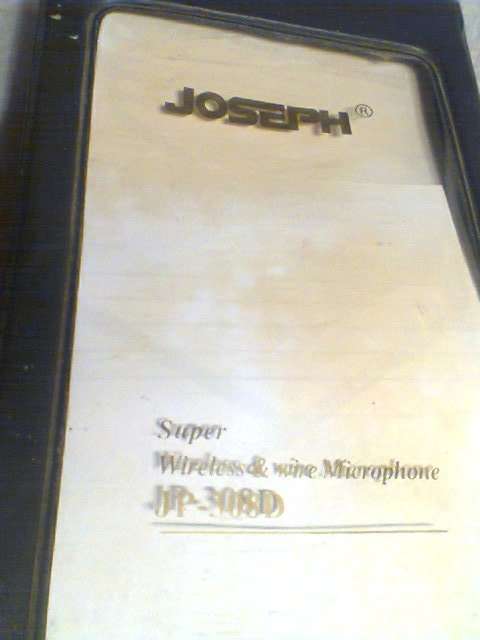 JOSEPH®
Super
Wireless & wire Microphone
JP-308D